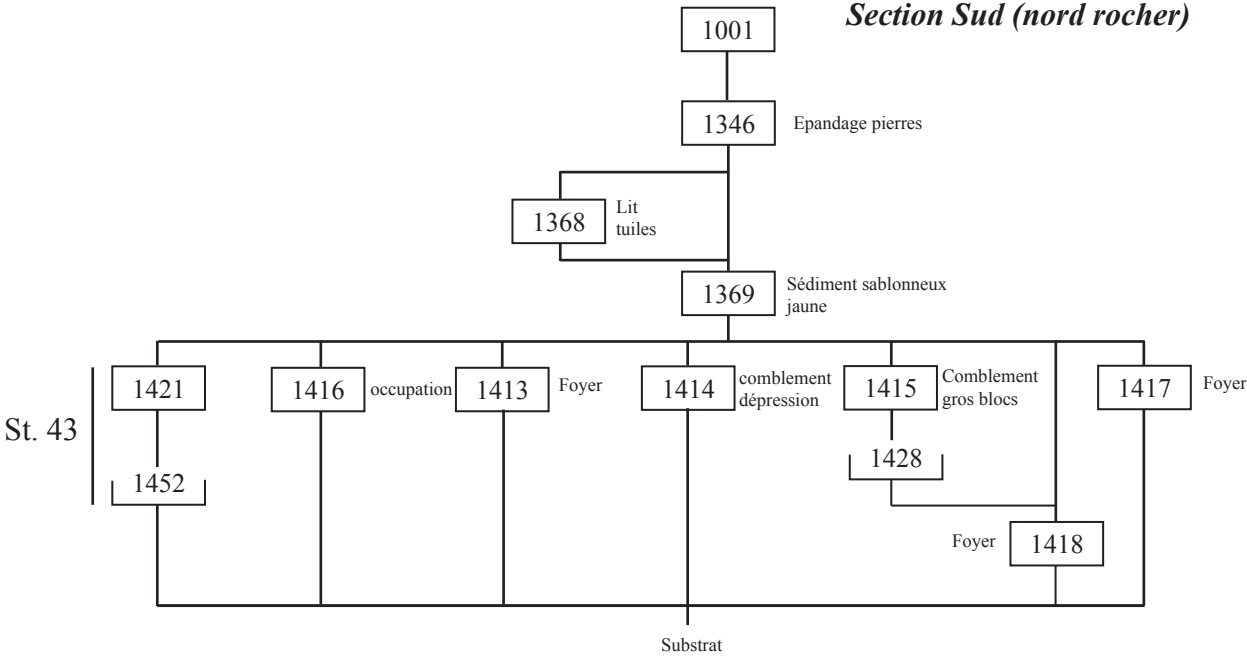 Section Sud (nord rocher)
1001
1346
Epandage pierres
1368
Lit
tuiles
1369
Sédiment sablonneux
jaune
St. 43
1421
1416
occupation
1413
Foyer
1414
comblement
dépression
1415
Comblement
gros blocs
1417
Foyer
1452
1428
Foyer
1418
Substrat